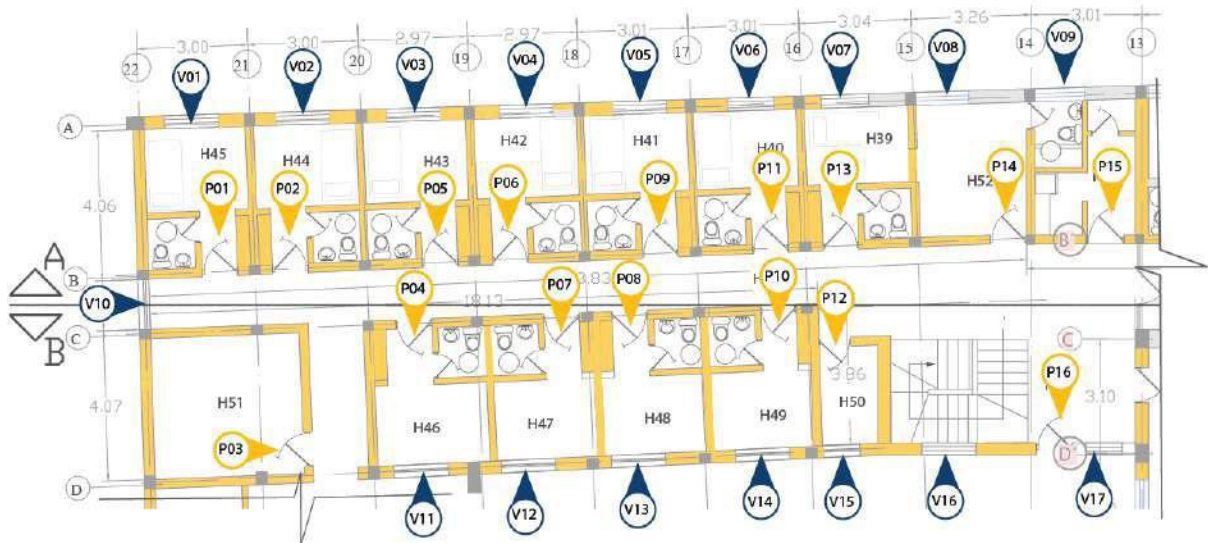 3.00 3.00 2.97 2.97 3.01 3.01 3.04 3.26 3.01
22 21 20 19 18 17 16 15 14 13
V01 V02 V03 V04 V05 V06 V07 V08 V09
A
H45 H44 H43 H42 H41 H40 H39
P01 P02 P05 P06 P09 P11 P13 H52 P14 P15
4.06
B
A
B
V10
3.83
18.13
P04 P07 P08 P10 P12
C
C
B
4.07
H51
P03
H46 H47 H48 H49 H50
3.86
P16
3.10
D
D'
V11 V12 V13 V14 V15 V16 V17